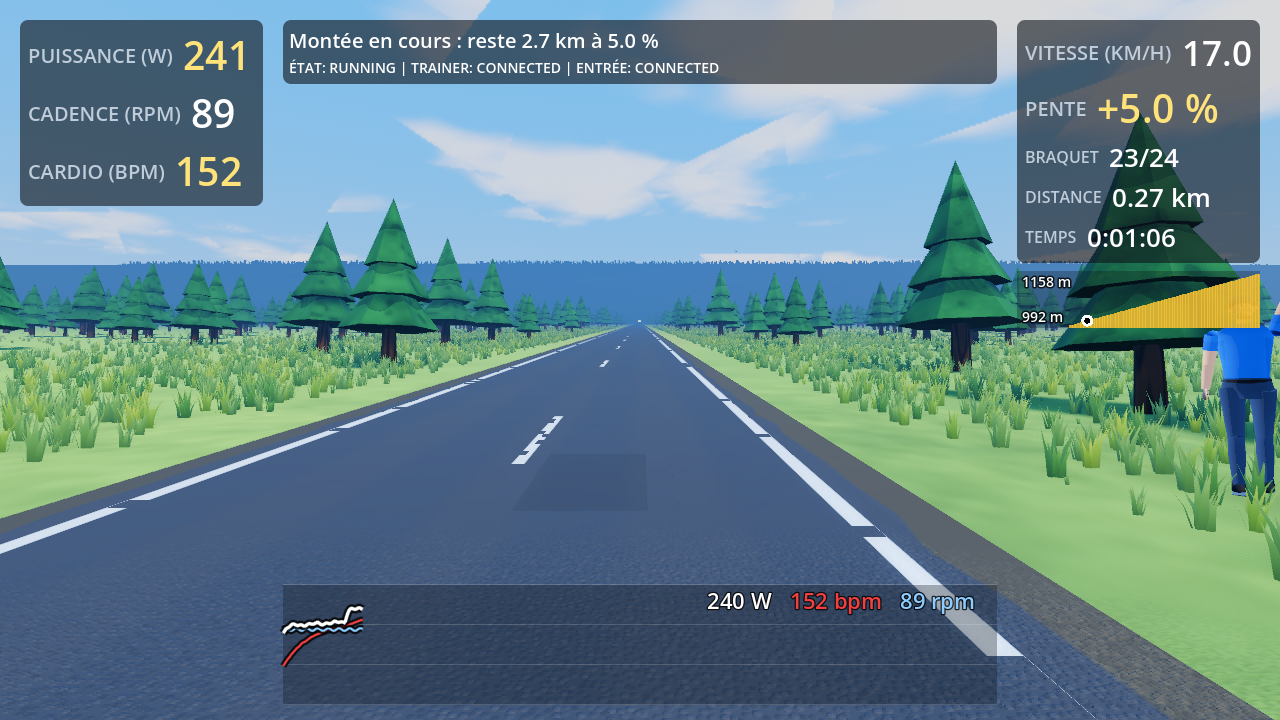 PUISSANCE (W) 241
CADENCE (RPM) 89
CARDIO (BPM) 152
Montée en cours : reste 2.7 km à 5.0 %
ÉTAT: RUNNING | TRAINER: CONNECTED | ENTRÉE: CONNECTED
VITESSE (KM/H) 17.0
PENTE +5.0 %
BRAQUET 23/24
DISTANCE 0.27 km
TEMPS 0:01:06
1158 m
992 m
240 W 152 bpm 89 rpm